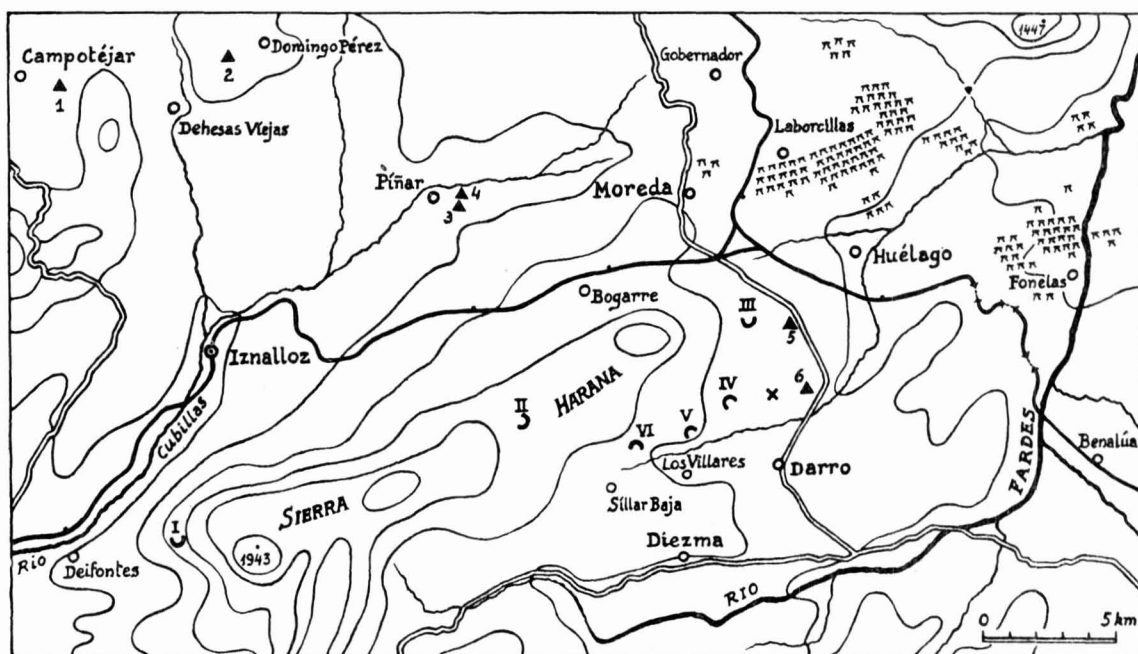 1447
Campotéjar
Domingo Pérez
1
2
Gobernador
Dehesas Viejas
Laborcillas
Píñar
4
3
Moreda
Huélago
Fonelas
Bogarre
III
5
Iznalloz
HARANA
II
IV
6
Cubillas
VI
V
Benalúa
Los Villares
Darro
FARDES
Síllar Baja
SIERRA
I
1943
Diezma
RIO
Deifontes
RIO
0 5 km